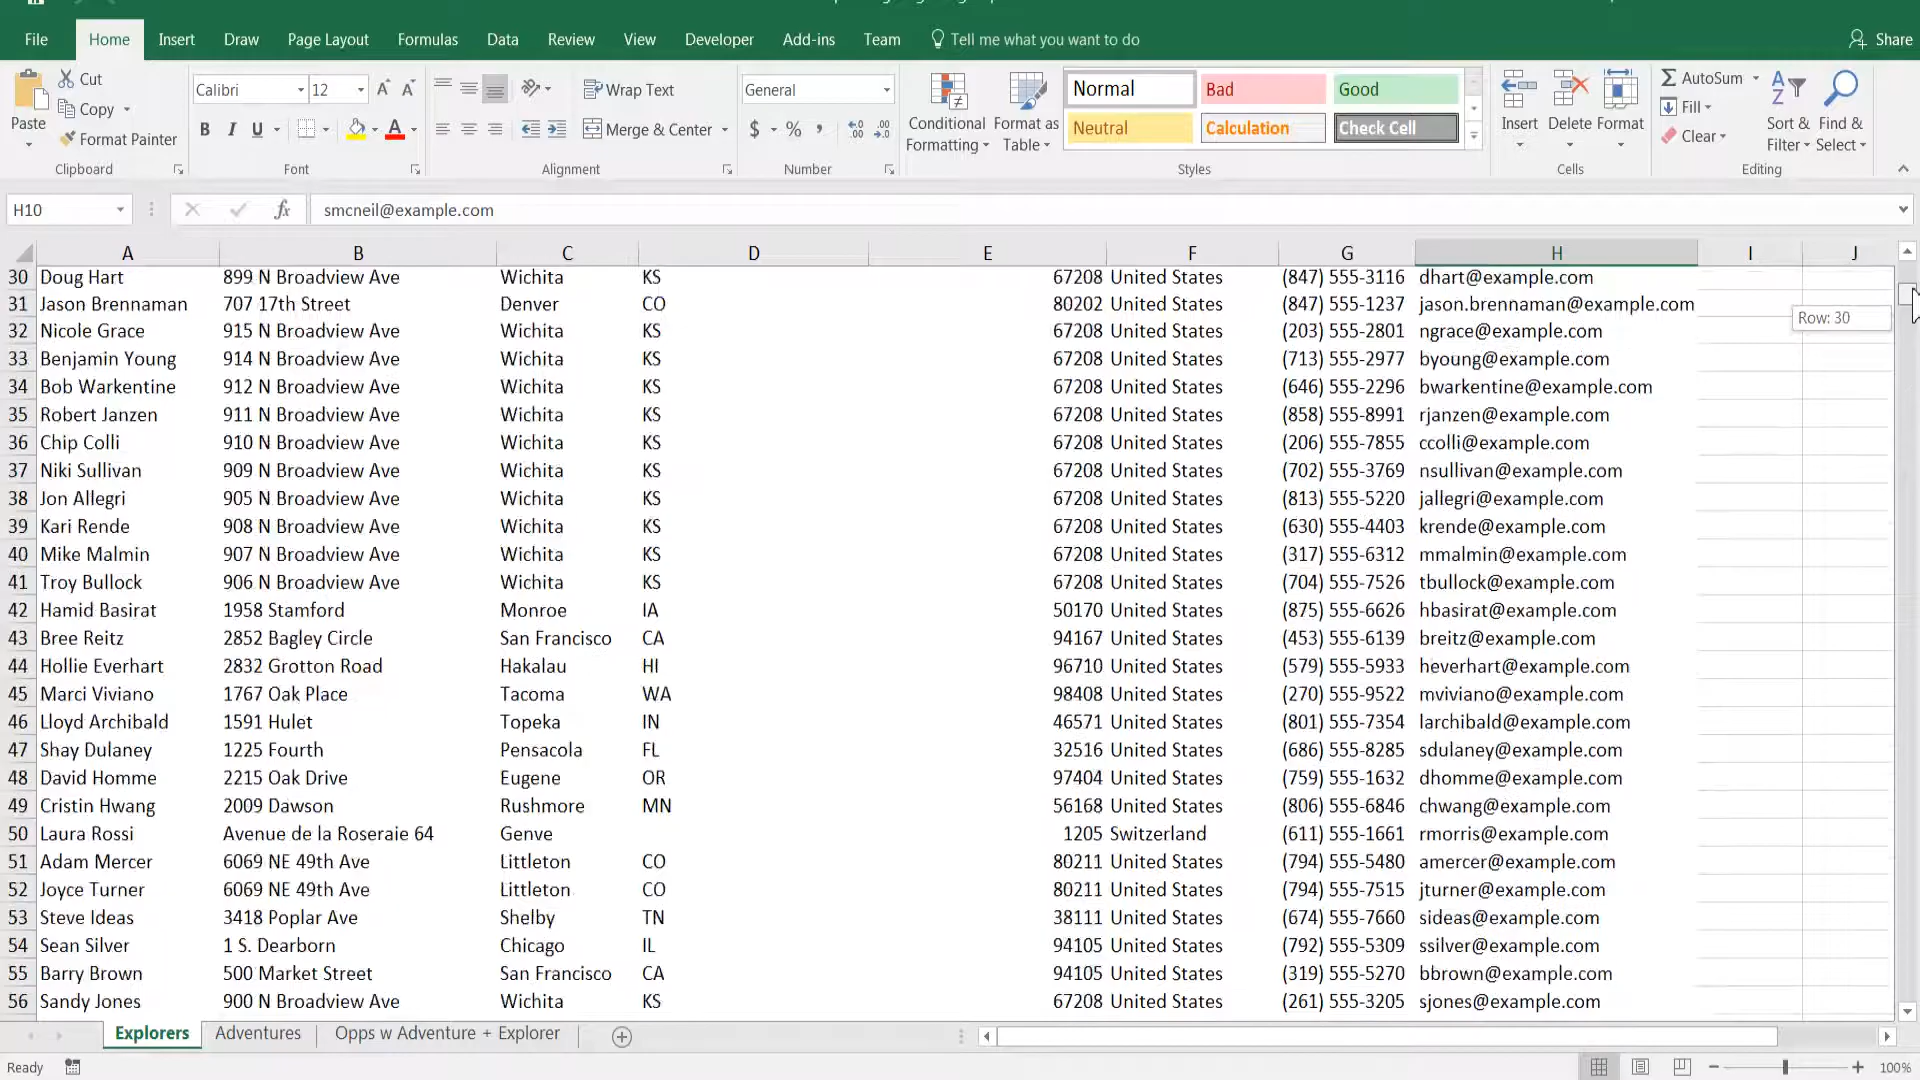 File Home Insert Draw Page Layout Formulas Data Review View Developer Add-ins Team Tell me what you want to do Share
Paste Cut Copy Format Painter Clipboard
Calibri 12 B I U A Font
Wrap Text Merge & Center Alignment
General $ % , Number
Conditional Formatting Format as Table
Normal Bad Good
Neutral Calculation Check Cell
Styles
Insert Delete Format Cells
AutoSum Fill Clear Sort & Filter Find & Select Editing
H10 fx smcneil@example.com
A B C D E F G H I J
30 Doug Hart 899 N Broadview Ave Wichita KS 67208 United States (847) 555-3116 dhart@example.com
31 Jason Brennaman 707 17th Street Denver CO 80202 United States (847) 555-1237 jason.brennaman@example.com
Row: 30
32 Nicole Grace 915 N Broadview Ave Wichita KS 67208 United States (203) 555-2801 ngrace@example.com
33 Benjamin Young 914 N Broadview Ave Wichita KS 67208 United States (713) 555-2977 byoung@example.com
34 Bob Warkentine 912 N Broadview Ave Wichita KS 67208 United States (646) 555-2296 bwarkentine@example.com
35 Robert Janzen 911 N Broadview Ave Wichita KS 67208 United States (858) 555-8991 rjanzen@example.com
36 Chip Colli 910 N Broadview Ave Wichita KS 67208 United States (206) 555-7855 ccolli@example.com
37 Niki Sullivan 909 N Broadview Ave Wichita KS 67208 United States (702) 555-3769 nsullivan@example.com
38 Jon Allegri 905 N Broadview Ave Wichita KS 67208 United States (813) 555-5220 jallegri@example.com
39 Kari Rende 908 N Broadview Ave Wichita KS 67208 United States (630) 555-4403 krende@example.com
40 Mike Malmin 907 N Broadview Ave Wichita KS 67208 United States (317) 555-6312 mmalmin@example.com
41 Troy Bullock 906 N Broadview Ave Wichita KS 67208 United States (704) 555-7526 tbullock@example.com
42 Hamid Basirat 1958 Stamford Monroe IA 50170 United States (875) 555-6626 hbasirat@example.com
43 Bree Reitz 2852 Bagley Circle San Francisco CA 94167 United States (453) 555-6139 breitz@example.com
44 Hollie Everhart 2832 Grotton Road Hakalau HI 96710 United States (579) 555-5933 heverhart@example.com
45 Marci Viviano 1767 Oak Place Tacoma WA 98408 United States (270) 555-9522 mviviano@example.com
46 Lloyd Archibald 1591 Hulet Topeka IN 46571 United States (801) 555-7354 larchibald@example.com
47 Shay Dulaney 1225 Fourth Pensacola FL 32516 United States (686) 555-8285 sdulaney@example.com
48 David Homme 2215 Oak Drive Eugene OR 97404 United States (759) 555-1632 dhomme@example.com
49 Cristin Hwang 2009 Dawson Rushmore MN 56168 United States (806) 555-6846 chwang@example.com
50 Laura Rossi Avenue de la Roseraie 64 Genve 1205 Switzerland (611) 555-1661 rmorris@example.com
51 Adam Mercer 6069 NE 49th Ave Littleton CO 80211 United States (794) 555-5480 amercer@example.com
52 Joyce Turner 6069 NE 49th Ave Littleton CO 80211 United States (794) 555-7515 jturner@example.com
53 Steve Ideas 3418 Poplar Ave Shelby TN 38111 United States (674) 555-7660 sideas@example.com
54 Sean Silver 1 S. Dearborn Chicago IL 94105 United States (792) 555-5309 ssilver@example.com
55 Barry Brown 500 Market Street San Francisco CA 94105 United States (319) 555-5270 bbrown@example.com
56 Sandy Jones 900 N Broadview Ave Wichita KS 67208 United States (261) 555-3205 sjones@example.com
Explorers Adventures Opps w Adventure + Explorer
Ready 100%